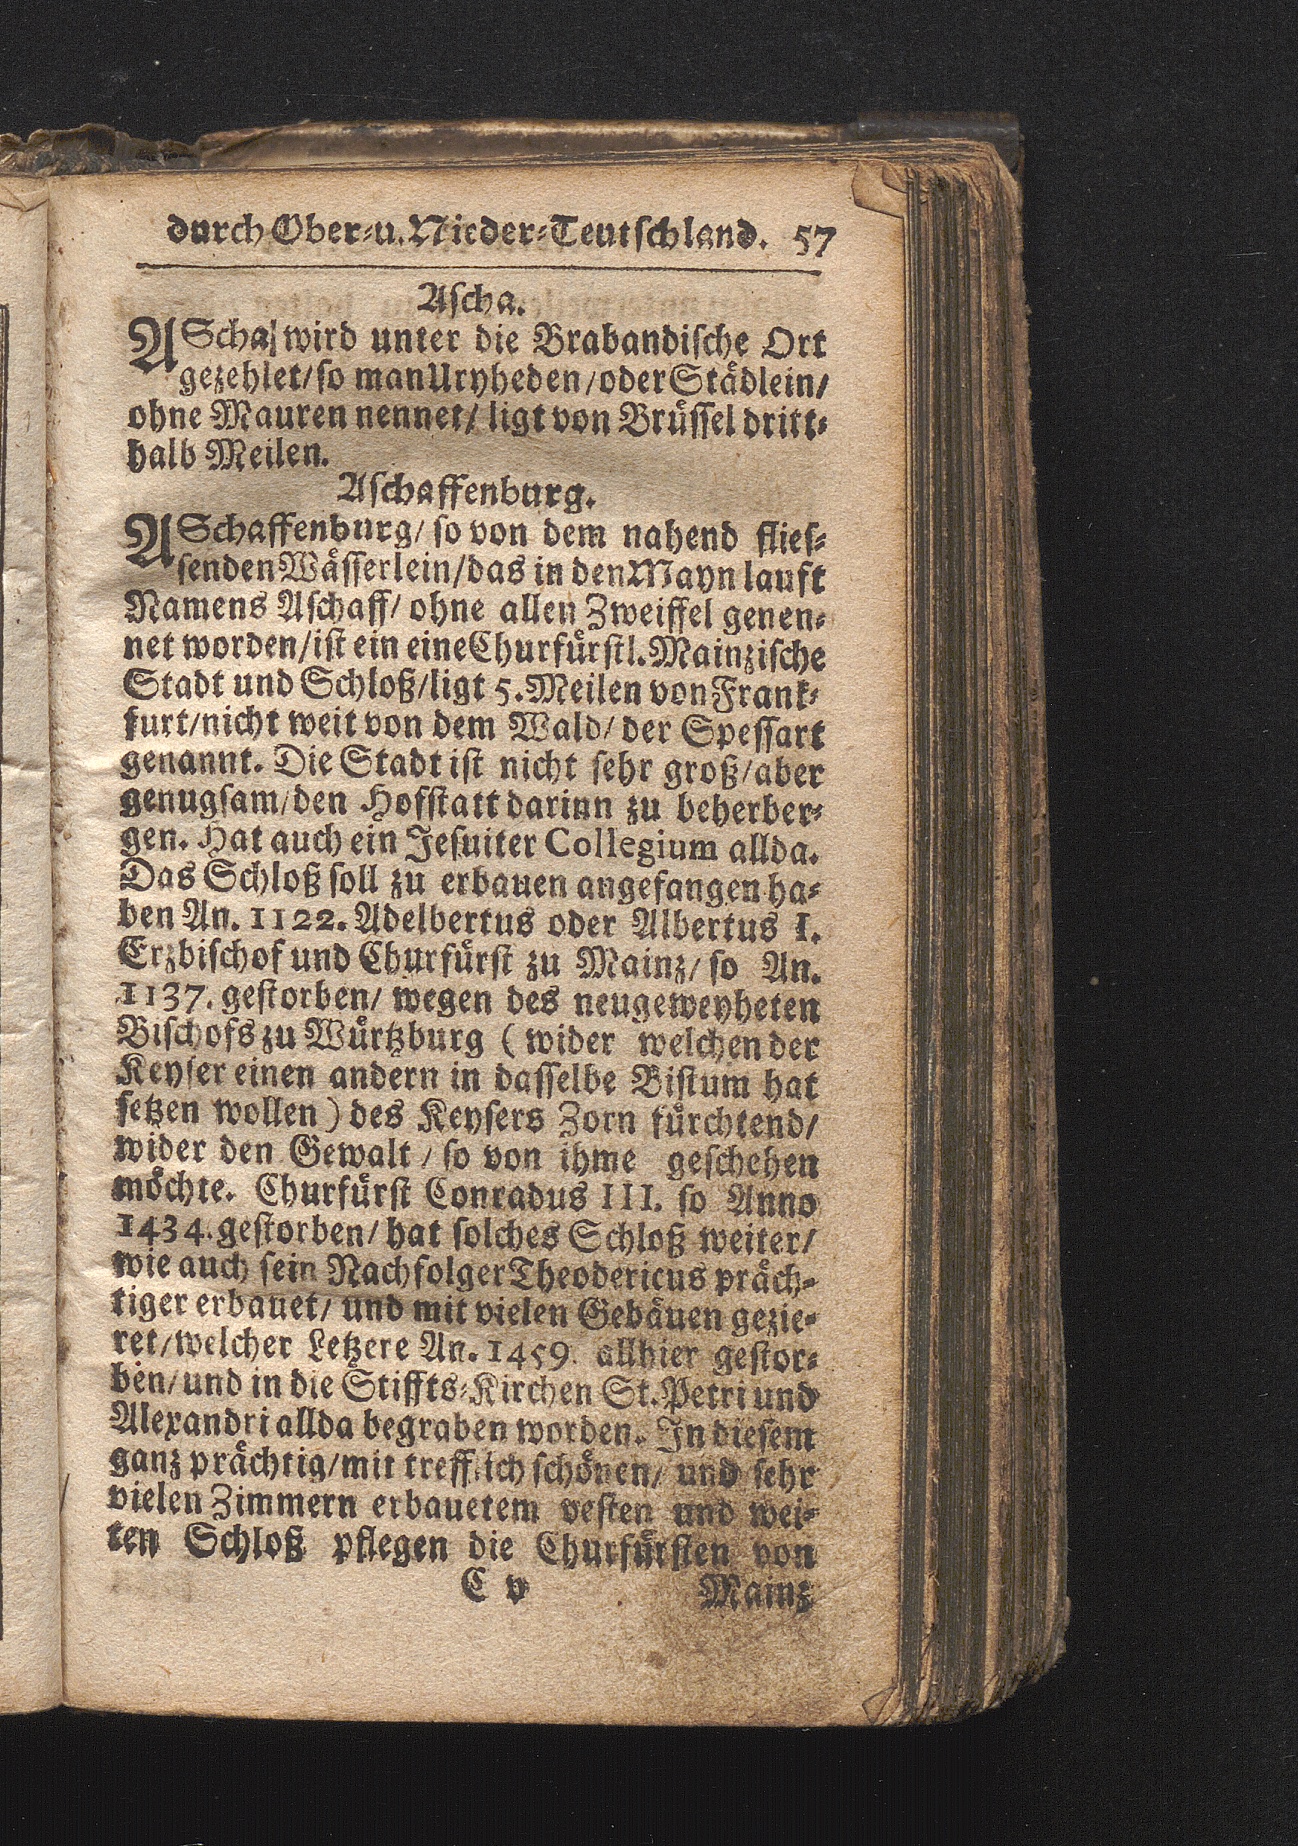 durch Ober-u. Nieder-Teutschland. 57
Ascha.
AScha/ wird unter die Brabandische Ort
gezehlet/ so man Uryheden/ oder Städlein/
ohne Mauren nennet/ ligt von Brüssel dritt-
halb Meilen.
Aschaffenburg.
ASchaffenburg/ so von dem nahend flies-
senden Wässerlein/ das in den Mayn lauft
Namens Aschaff/ ohne allen Zweiffel genen-
net worden/ ist ein eine Churfürstl. Mainzische
Stadt und Schloß/ ligt 5. Meilen von Frank-
furt/ nicht weit von dem Wald/ der Spessart
genannt. Die Stadt ist nicht sehr groß/ aber
genugsam/ den Hofstatt darinn zu beherber-
gen. Hat auch ein Jesuiter Collegium allda.
Das Schloß soll zu erbauen angefangen ha-
ben An. 1122. Adelbertus oder Albertus I.
Erzbischof und Churfürst zu Mainz/ so An.
1137. gestorben/ wegen des neugeweyheten
Bischofs zu Würtzburg ( wider welchen der
Keyser einen andern in dasselbe Bistum hat
setzen wollen ) des Keysers Zorn fürchtend/
wider den Gewalt / so von ihme geschehen
möchte. Churfürst Conradus III. so Anno
1434. gestorben/ hat solches Schloß weiter/
wie auch sein Nachfolger Theodericus präch-
tiger erbauet/ und mit vielen Gebäuen gezie-
ret/ welcher Letzere An. 1459. allhier gestor-
ben/ und in die Stiffts-Kirchen St. Petri und
Alexandri allda begraben worden. In diesem
ganz prächtig/ mit trefflich schönen/ und sehr
vielen Zimmern erbauetem vesten und wei-
ten Schloß pflegen die Churfürsten von
C v Mainz